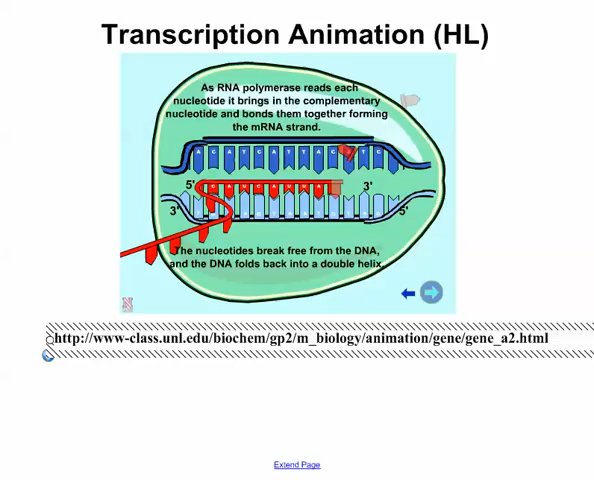 Transcription Animation (HL)
As RNA polymerase reads each
nucleotide it brings in the complementary
nucleotide and bonds them together forming
the mRNA strand.
A C A T C A T T A C
T C
5'
3'
3'
5'
The nucleotides break free from the DNA,
and the DNA folds back into a double helix.
http://www-class.unl.edu/biochem/gp2/m_biology/animation/gene/gene_a2.html
Extend Page